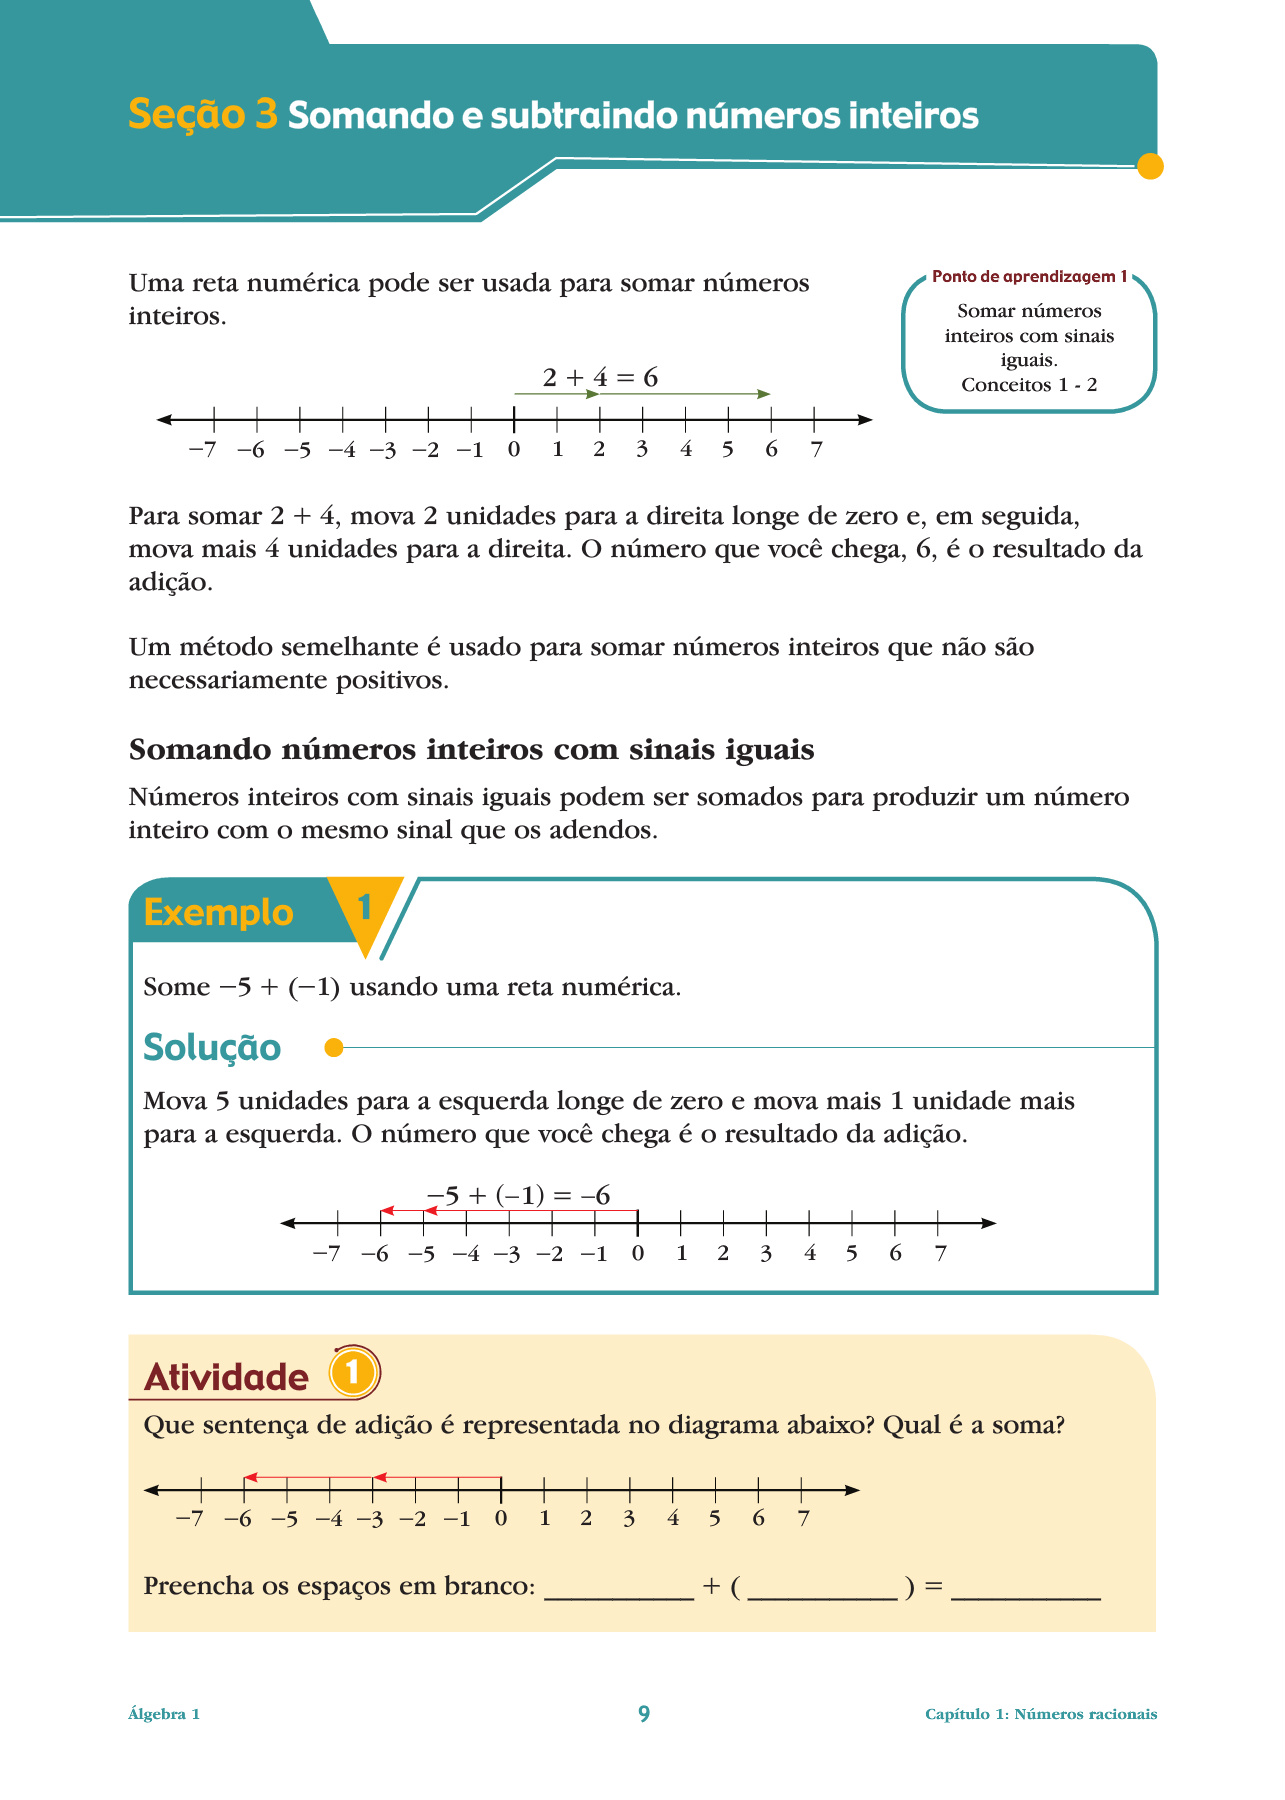 Seção 3 Somando e subtraindo números inteiros
Uma reta numérica pode ser usada para somar números
inteiros.
Ponto de aprendizagem 1
Somar números
inteiros com sinais
iguais.
Conceitos 1 - 2
2 + 4 = 6
−7 −6 −5 −4 −3 −2 −1 0 1 2 3 4 5 6 7
Para somar 2 + 4, mova 2 unidades para a direita longe de zero e, em seguida,
mova mais 4 unidades para a direita. O número que você chega, 6, é o resultado da
adição.
Um método semelhante é usado para somar números inteiros que não são
necessariamente positivos.
Somando números inteiros com sinais iguais
Números inteiros com sinais iguais podem ser somados para produzir um número
inteiro com o mesmo sinal que os adendos.
Exemplo 1
Some −5 + (−1) usando uma reta numérica.
Solução
Mova 5 unidades para a esquerda longe de zero e mova mais 1 unidade mais
para a esquerda. O número que você chega é o resultado da adição.
−5 + (–1) = –6
−7 −6 −5 −4 −3 −2 −1 0 1 2 3 4 5 6 7
Atividade 1
Que sentença de adição é representada no diagrama abaixo? Qual é a soma?
−7 −6 −5 −4 −3 −2 −1 0 1 2 3 4 5 6 7
Preencha os espaços em branco: ___________ + ( ___________ ) = ___________
Álgebra 1 9 Capítulo 1: Números racionais